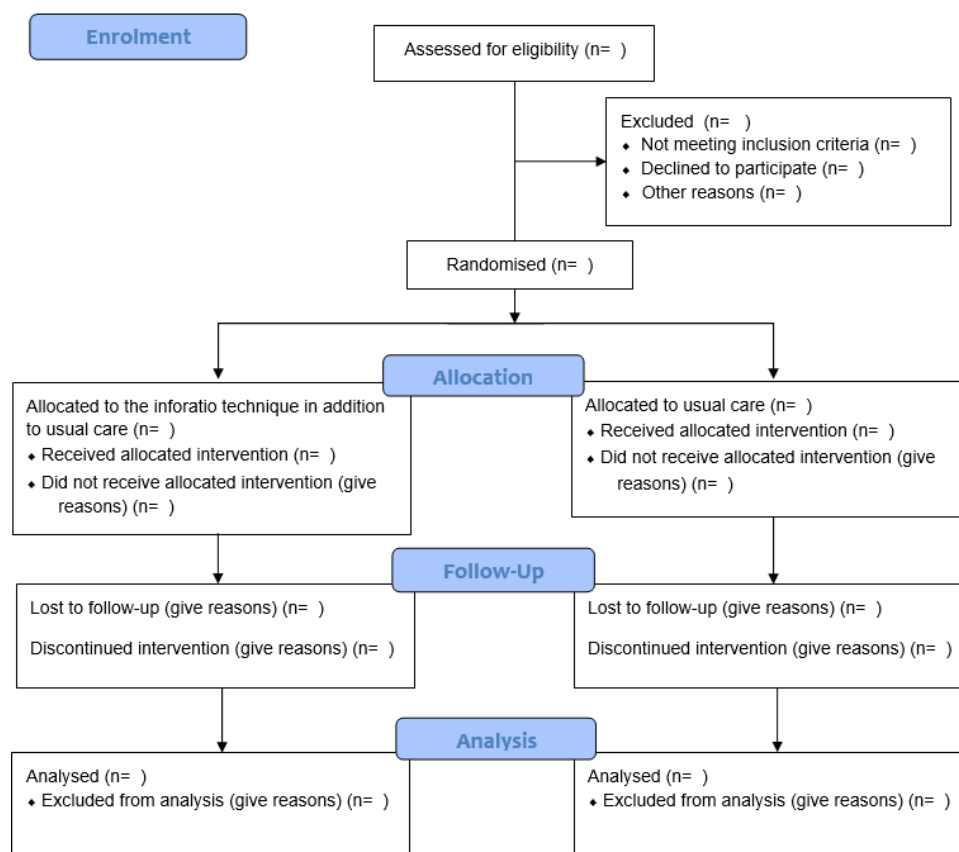 Enrolment
Assessed for eligibility (n=  )
Excluded  (n=   )
⬥ Not meeting inclusion criteria (n=  )
⬥ Declined to participate (n=  )
⬥ Other reasons (n=  )
Randomised (n=  )
Allocation
Allocated to the inforatio technique in addition
to usual care (n=  )
⬥ Received allocated intervention (n=  )
⬥ Did not receive allocated intervention (give
reasons) (n=  )
Allocated to usual care (n=  )
⬥ Received allocated intervention (n=  )
⬥ Did not receive allocated intervention (give
reasons) (n=  )
Follow-Up
Lost to follow-up (give reasons) (n=  )
Discontinued intervention (give reasons) (n=  )
Lost to follow-up (give reasons) (n=  )
Discontinued intervention (give reasons) (n=  )
Analysis
Analysed (n=  )
⬥ Excluded from analysis (give reasons) (n=  )
Analysed (n=  )
⬥ Excluded from analysis (give reasons) (n=  )